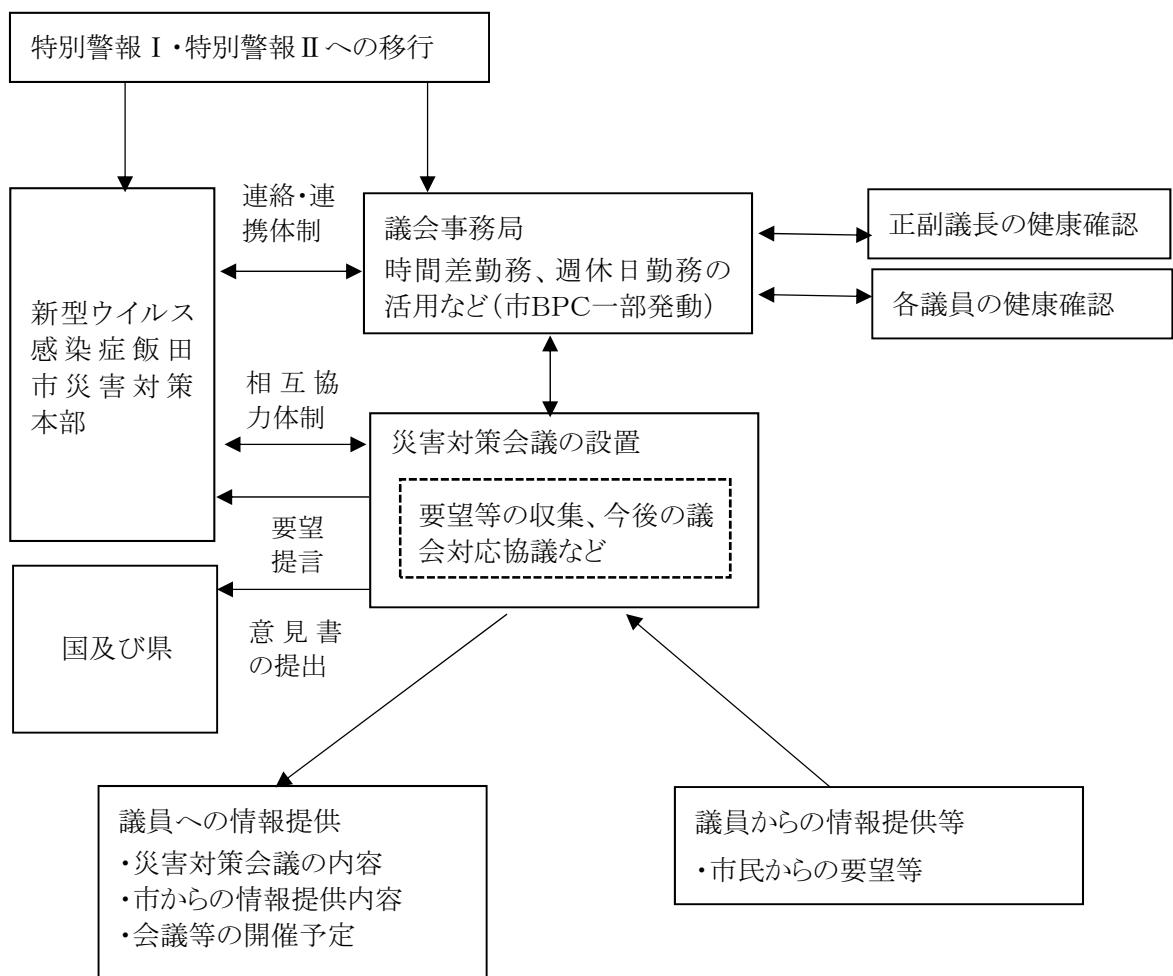 特別警報Ⅰ・特別警報Ⅱへの移行
連絡・連
携体制
議会事務局
時間差勤務、週休日勤務の
活用など（市BPC一部発動）
正副議長の健康確認
各議員の健康確認
新型ウイルス
感染症飯田
市災害対策
本部
相互協
力体制
災害対策会議の設置
要望等の収集、今後の議
会対応協議など
要望
提言
国及び県
意見書
の提出
議員への情報提供
・災害対策会議の内容
・市からの情報提供内容
・会議等の開催予定
議員からの情報提供等
・市民からの要望等